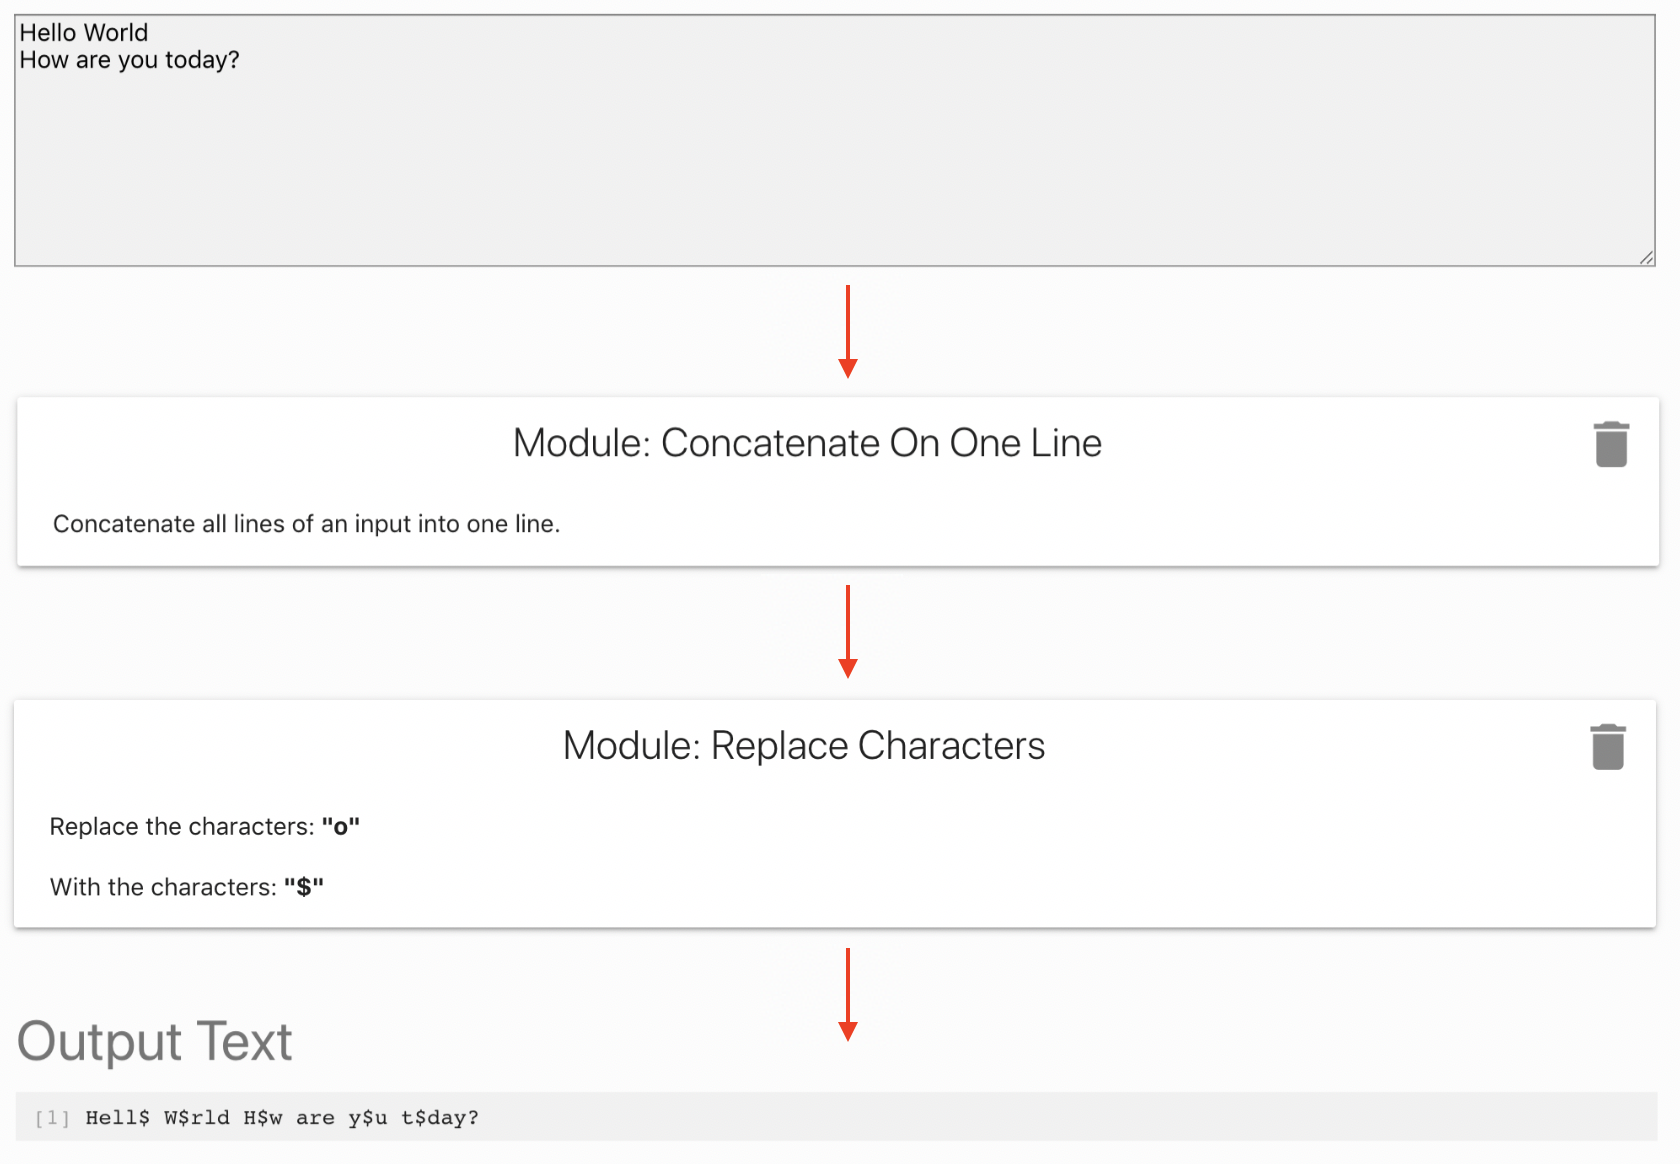 Hello World
How are you today?
Module: Concatenate On One Line
Concatenate all lines of an input into one line.
Module: Replace Characters
Replace the characters: "o"
With the characters: "$"
Output Text
[1] Hell$ W$rld H$w are y$u t$day?